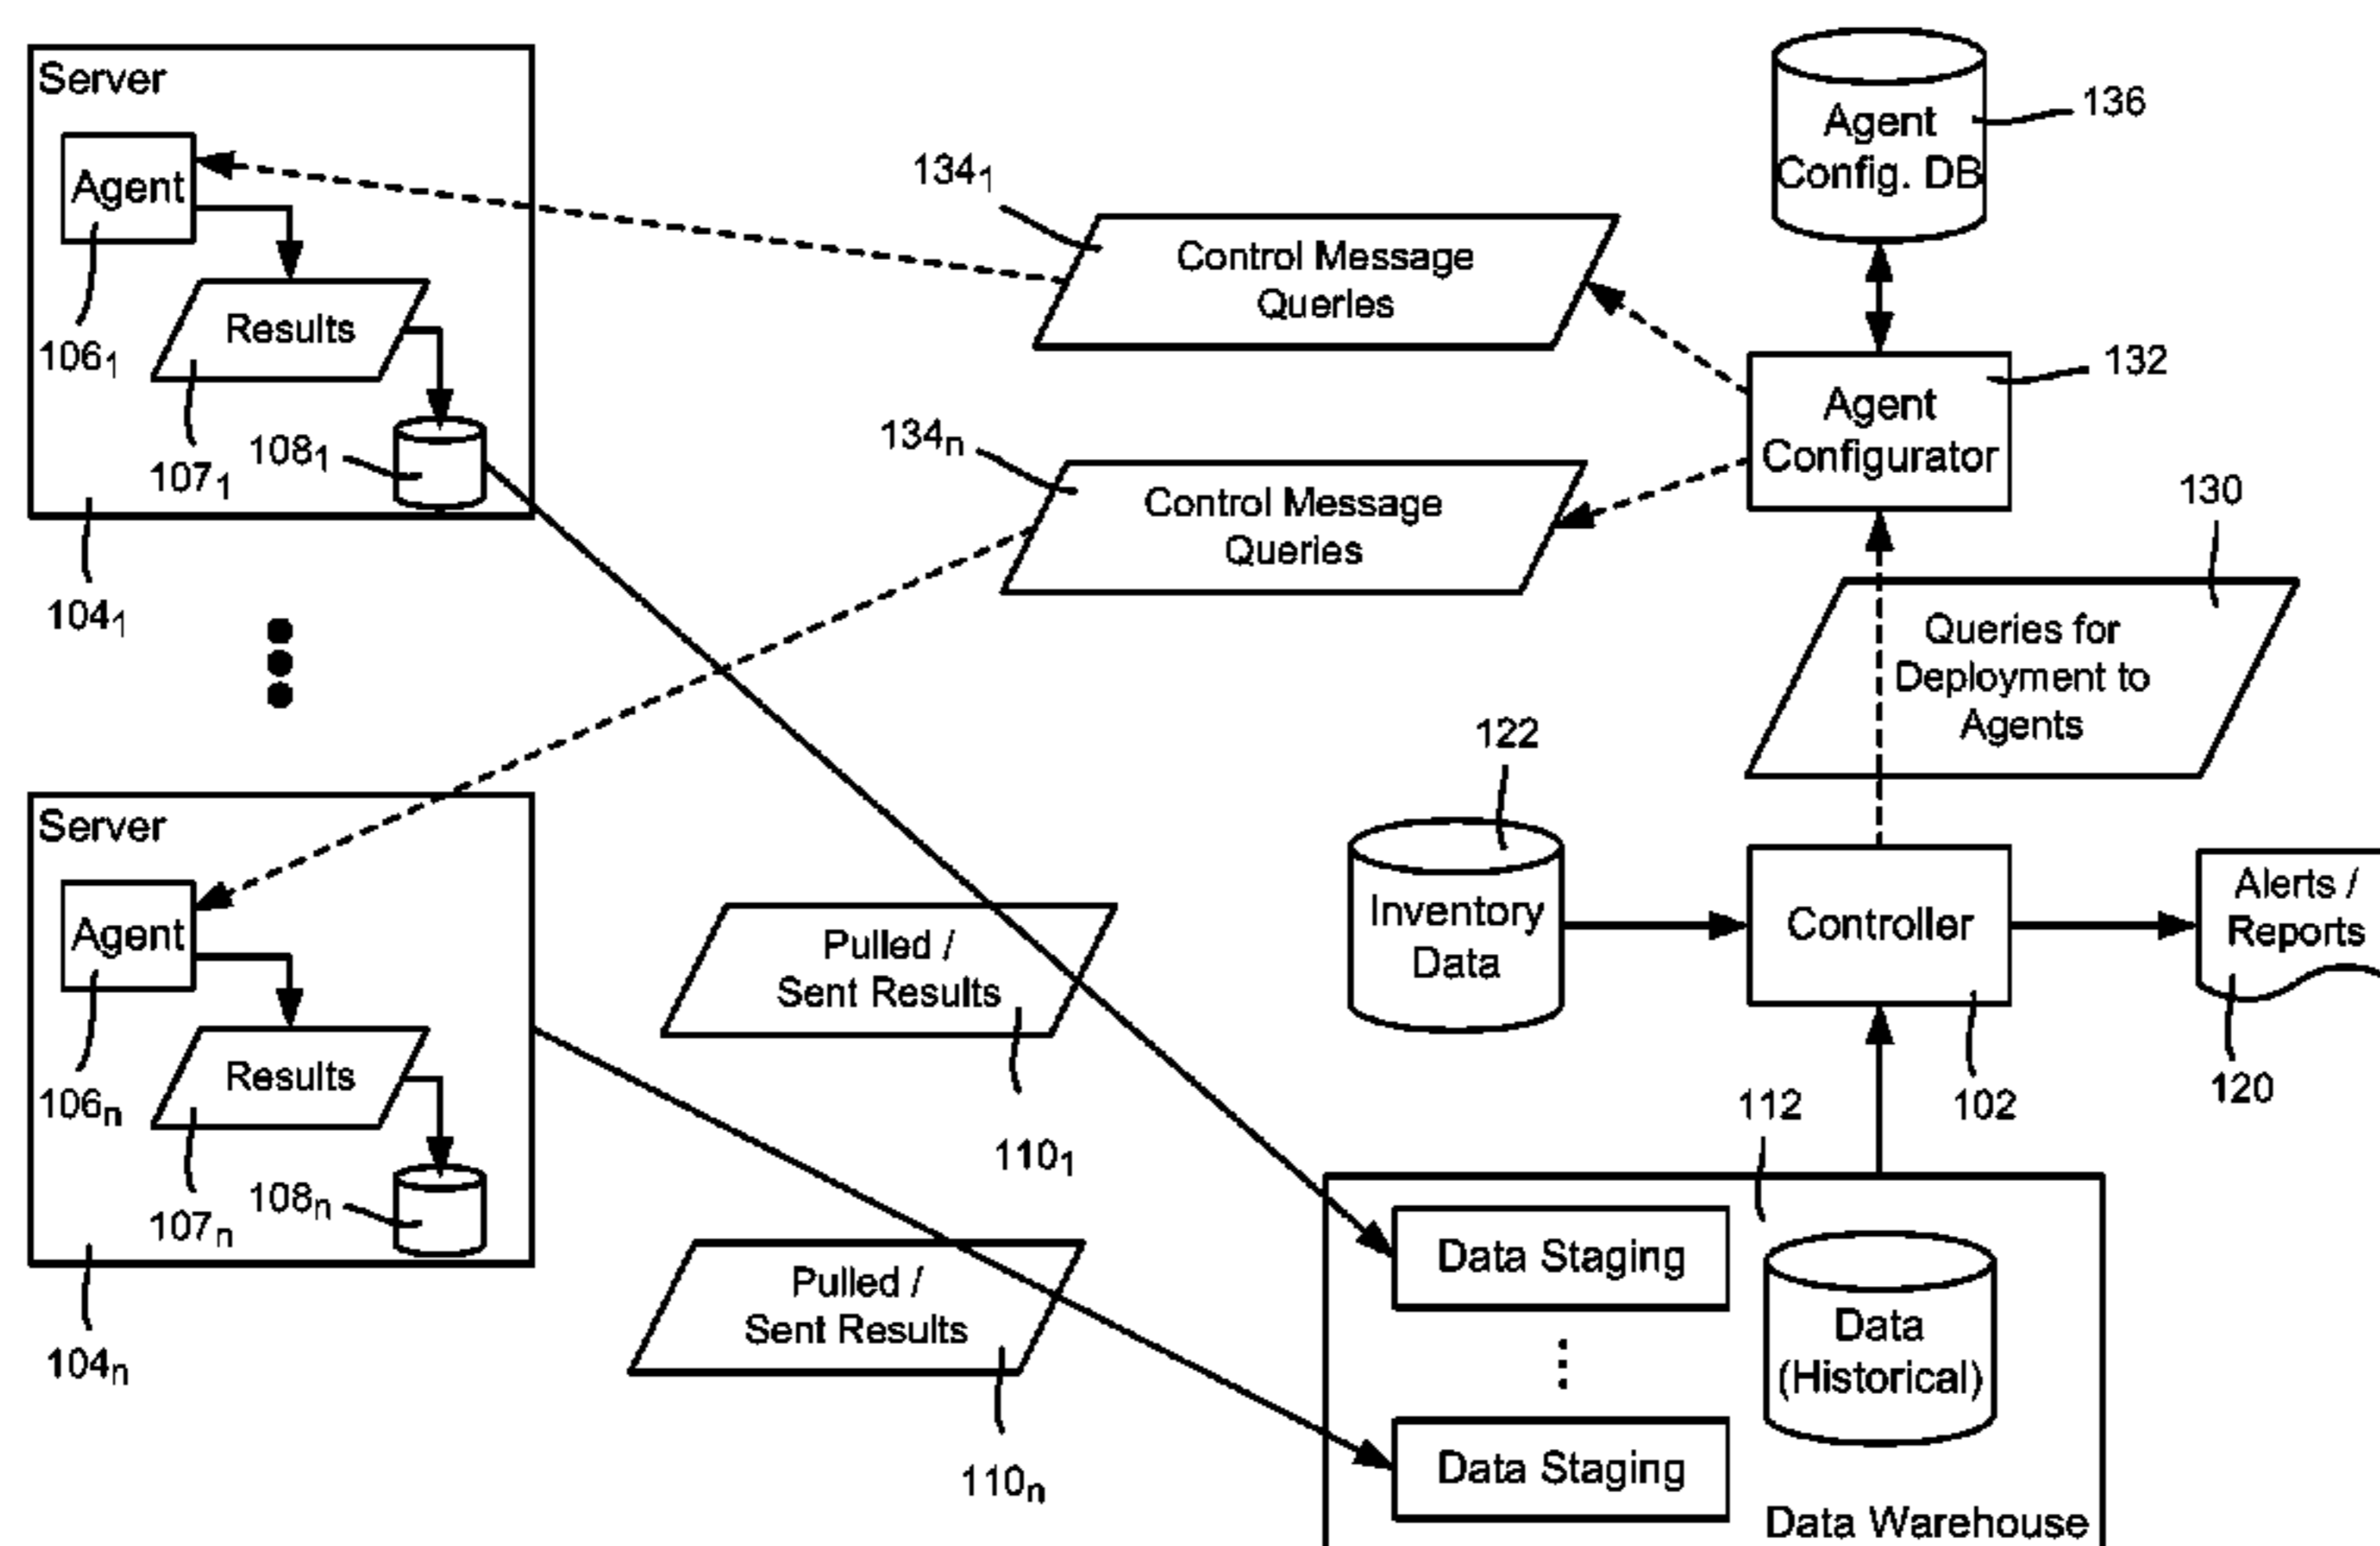 Server
Agent
Results
106₁
107₁
108₁
104₁
134₁
Control Message
Queries
134ₙ
Control Message
Queries
Agent
Config. DB
136
Agent
Configurator
132
130
Queries for
Deployment to
Agents
122
Inventory
Data
Controller
102
Alerts /
Reports
120
Server
Agent
Results
106ₙ
107ₙ
108ₙ
104ₙ
Pulled /
Sent Results
110₁
Pulled /
Sent Results
110ₙ
112
Data Staging
Data
(Historical)
Data Staging
Data Warehouse